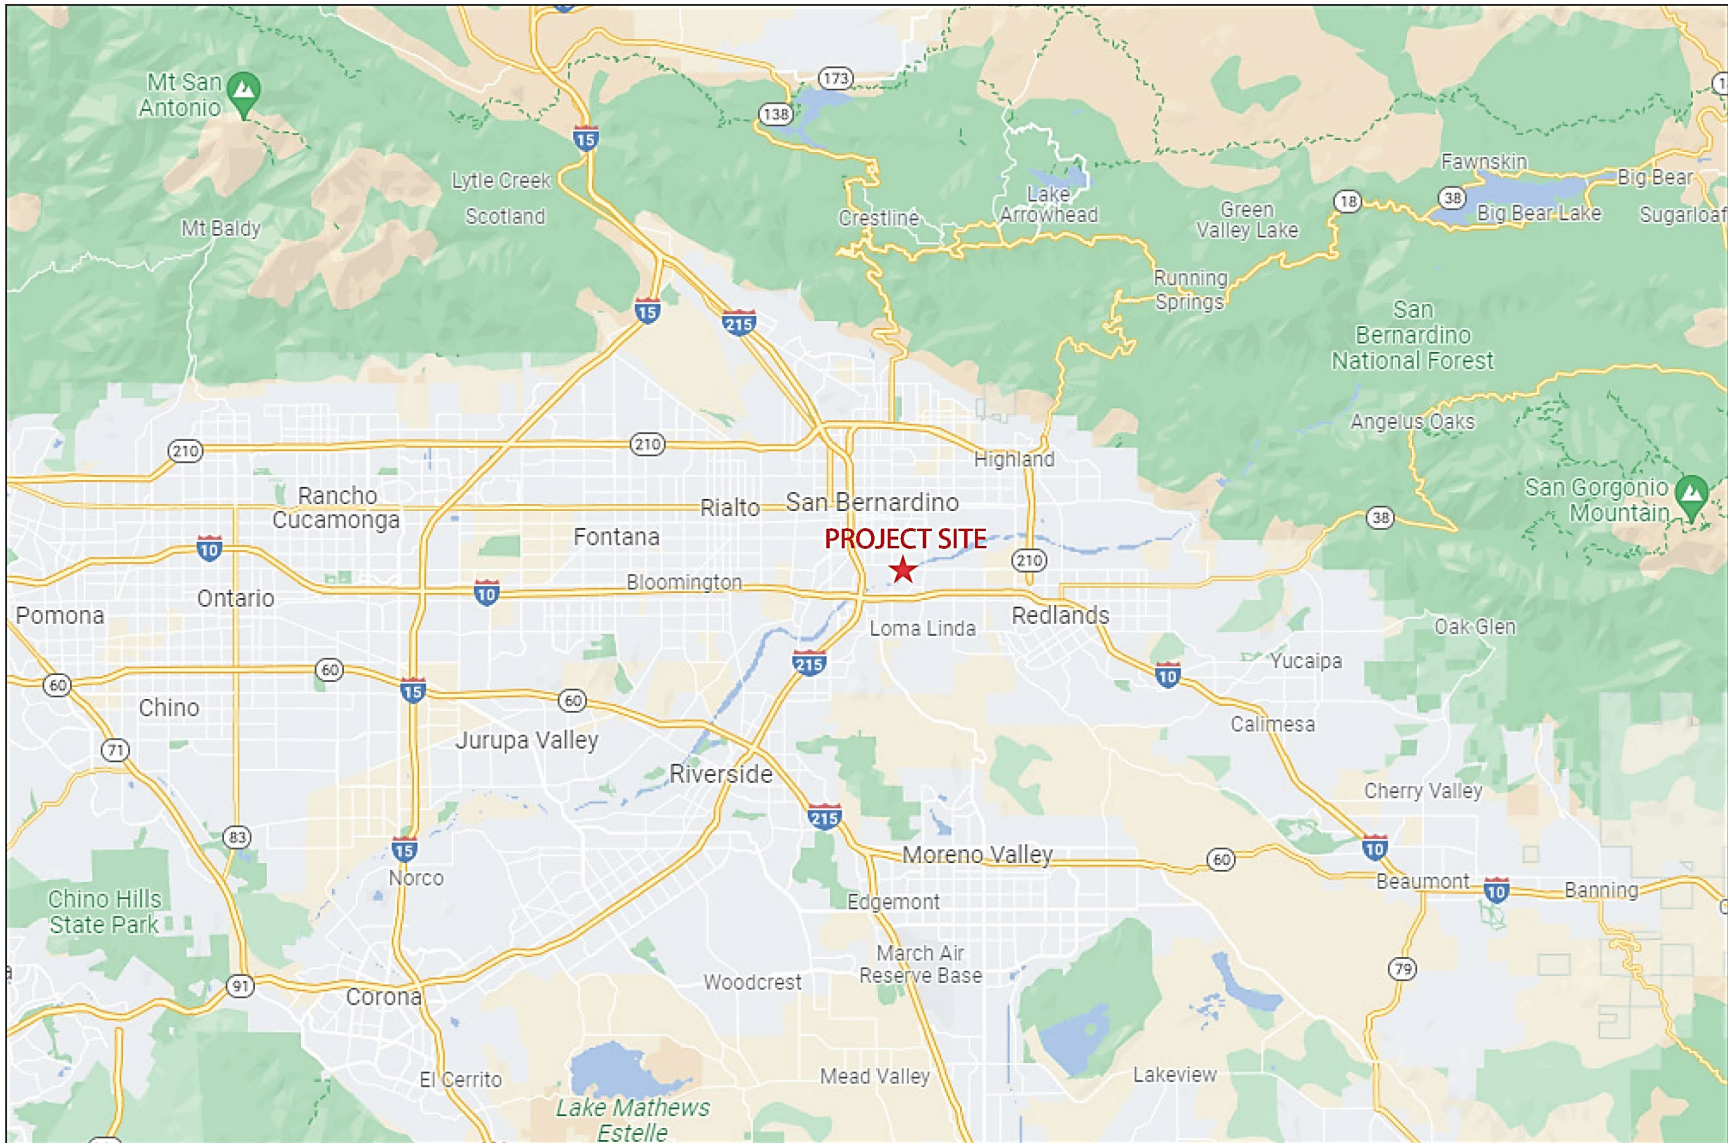 173
Mt San
Antonio
138
15
Lytle Creek
Scotland
Mt Baldy
Crestline
Lake
Arrowhead
Green
Valley Lake
18
38
Fawnskin
Big Bear
Big Bear Lake
Sugarloaf
Running
Springs
15
215
San
Bernardino
National Forest
Angelus Oaks
210
210
Highland
Rancho
Cucamonga
Rialto
San Bernardino
San Gorgonio
Mountain
38
Fontana
PROJECT SITE
10
210
Bloomington
10
Ontario
Pomona
Loma Linda
Redlands
Oak Glen
Yucaipa
215
10
60
60
15
60
Chino
Calimesa
71
Jurupa Valley
Riverside
Cherry Valley
215
83
15
10
Moreno Valley
60
Norco
Beaumont
10
Banning
Chino Hills
State Park
Edgemont
March Air
Reserve Base
79
Woodcrest
91
Corona
El Cerrito
Mead Valley
Lakeview
Lake Mathews
Estelle